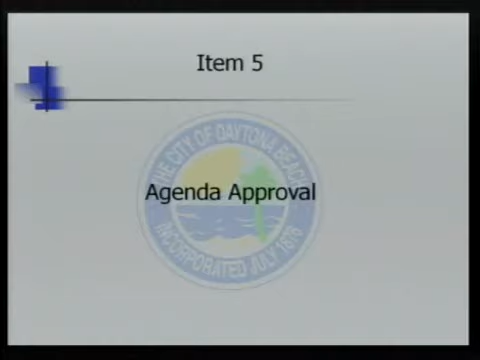 Item 5
THE CITY OF DAYTONA BEACH
Agenda Approval
INCORPORATED JULY 1876